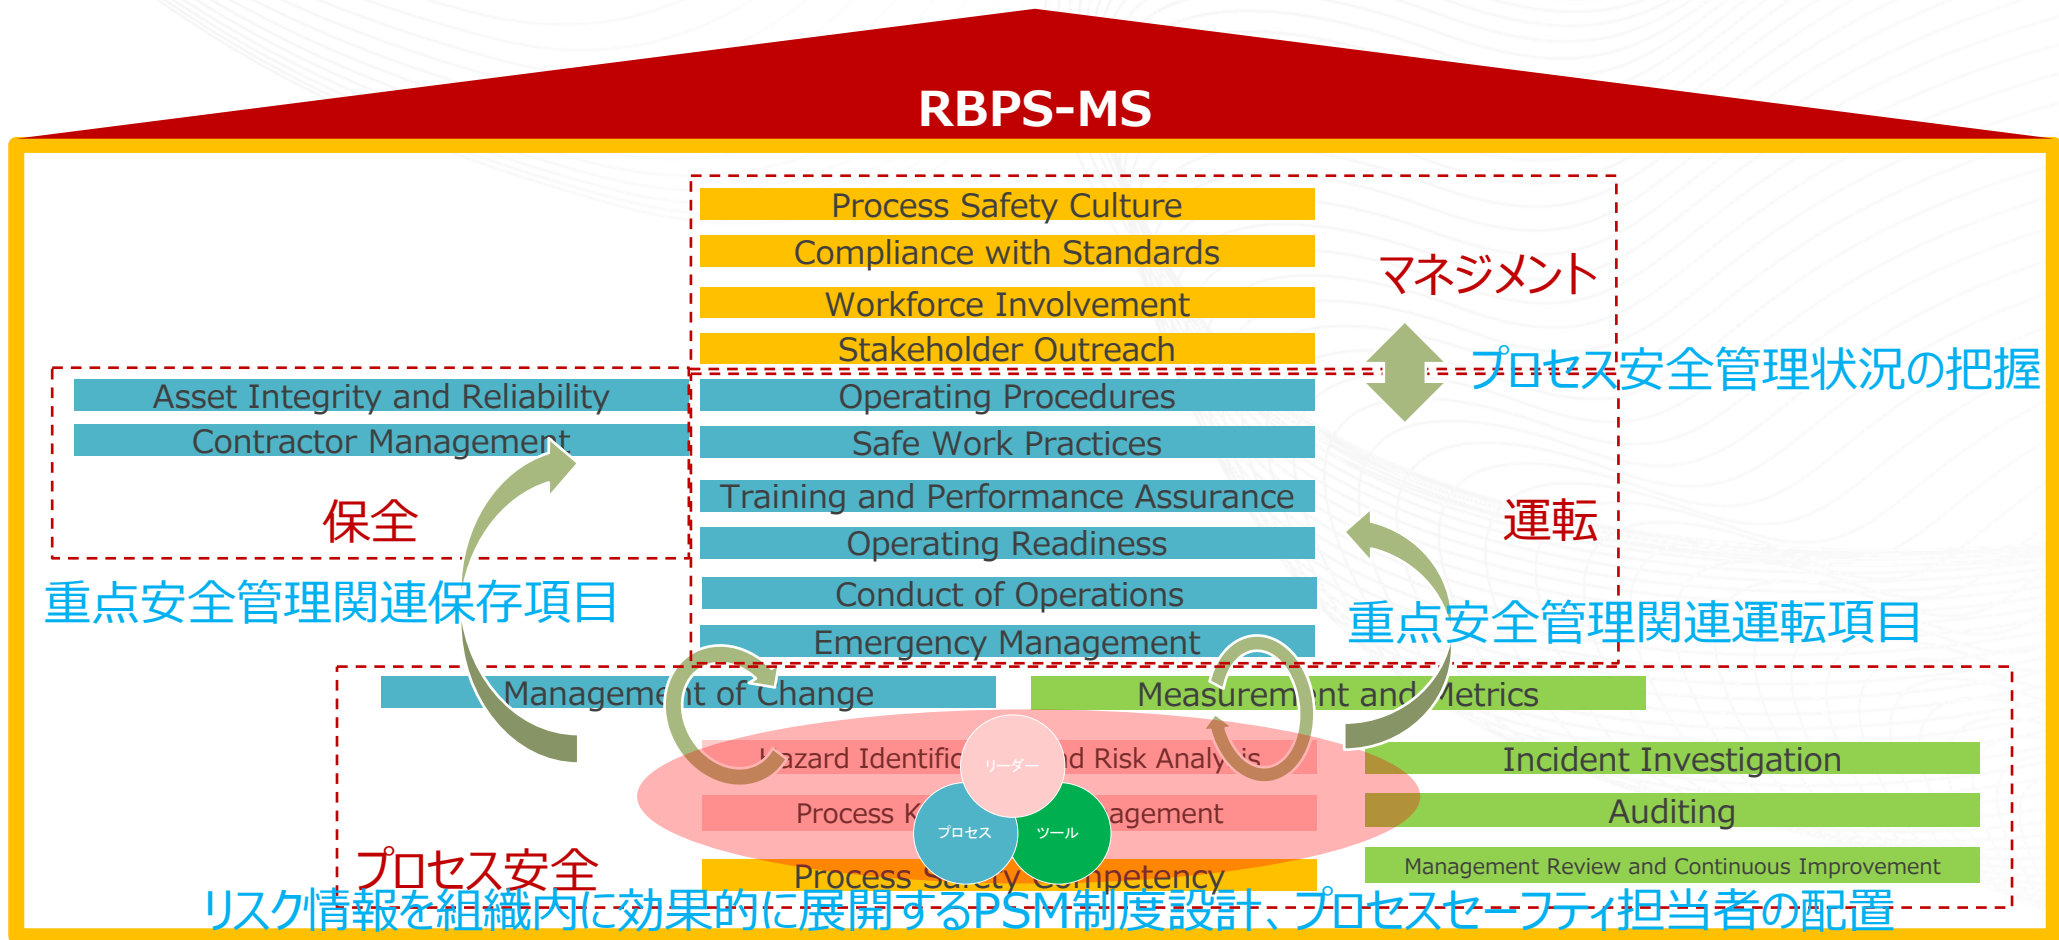 RBPS-MS
Process Safety Culture
Compliance with Standards
マネジメント
Workforce Involvement
Stakeholder Outreach
プロセス安全管理状況の把握
Asset Integrity and Reliability
Operating Procedures
Contractor Management
Safe Work Practices
保全
Training and Performance Assurance
運転
Operating Readiness
重点安全管理関連保存項目
Conduct of Operations
重点安全管理関連運転項目
Emergency Management
Management of Change
Measurement and Metrics
Hazard Identific
d Risk Analysis
リーダー
Incident Investigation
Process K
agement
Auditing
プロセス
ツール
プロセス安全
Process Safety Competency
Management Review and Continuous Improvement
リスク情報を組織内に効果的に展開するPSM制度設計、プロセスセーフティ担当者の配置